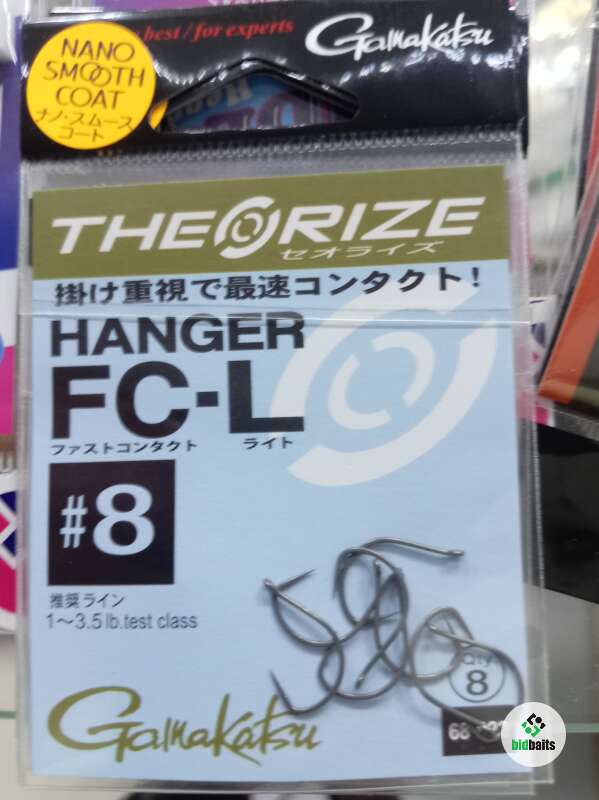 best / for experts
Gamakatsu
NANO
SMOOTH
COAT
ナノ・スムース
コート
THEORIZE
セオライズ
掛け重視で最速コンタクト!
HANGER
FC-L
ファストコンタクト ライト
#8
推奨ライン
1～3.5 lb.test class
Qty
8
Gamakatsu
68
bidbaits